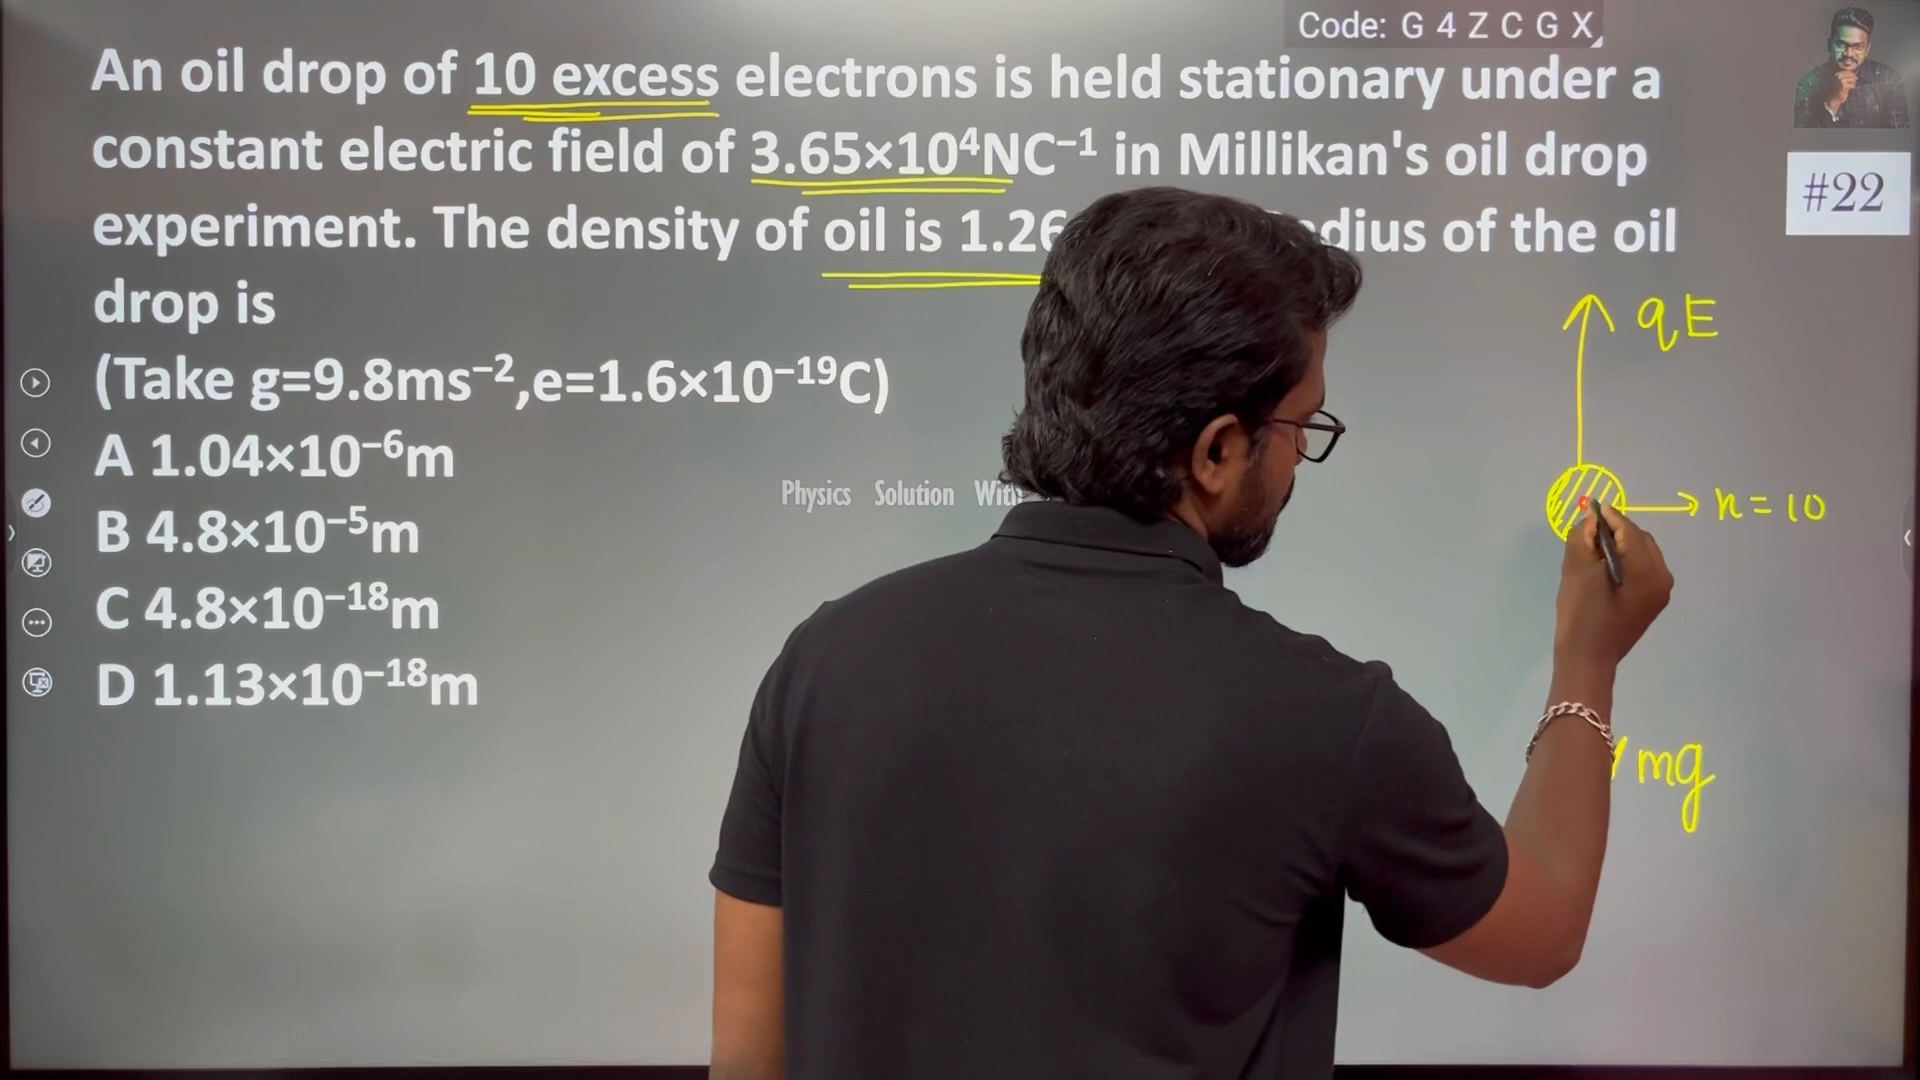 Code: G 4 Z C G X
An oil drop of 10 excess electrons is held stationary under a
constant electric field of 3.65×10⁴NC⁻¹ in Millikan's oil drop
experiment. The density of oil is 1.26 of the oil
drop is
(Take g=9.8ms⁻²,e=1.6×10⁻¹⁹C)
A 1.04×10⁻⁶m
B 4.8×10⁻⁵m
C 4.8×10⁻¹⁸m
D 1.13×10⁻¹⁸m
#22
qE
n = 10
mg
Physics Solution With